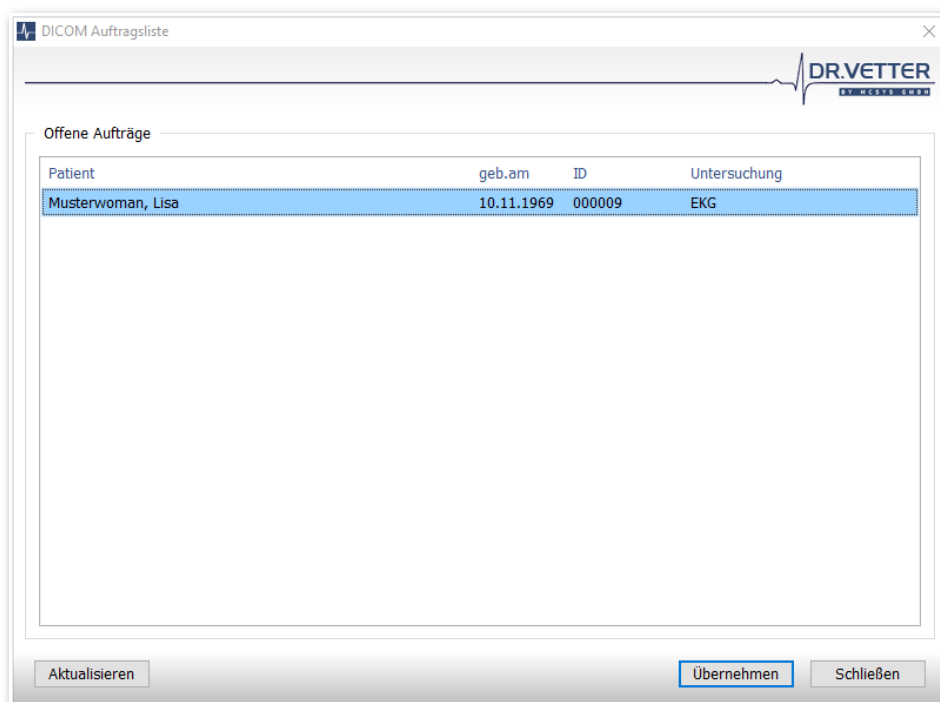 DICOM Auftragsliste
DR.VETTER
BY MCSYS GMBH
Offene Aufträge
Patient geb.am ID Untersuchung
Musterwoman, Lisa 10.11.1969 000009 EKG
Aktualisieren Übernehmen Schließen